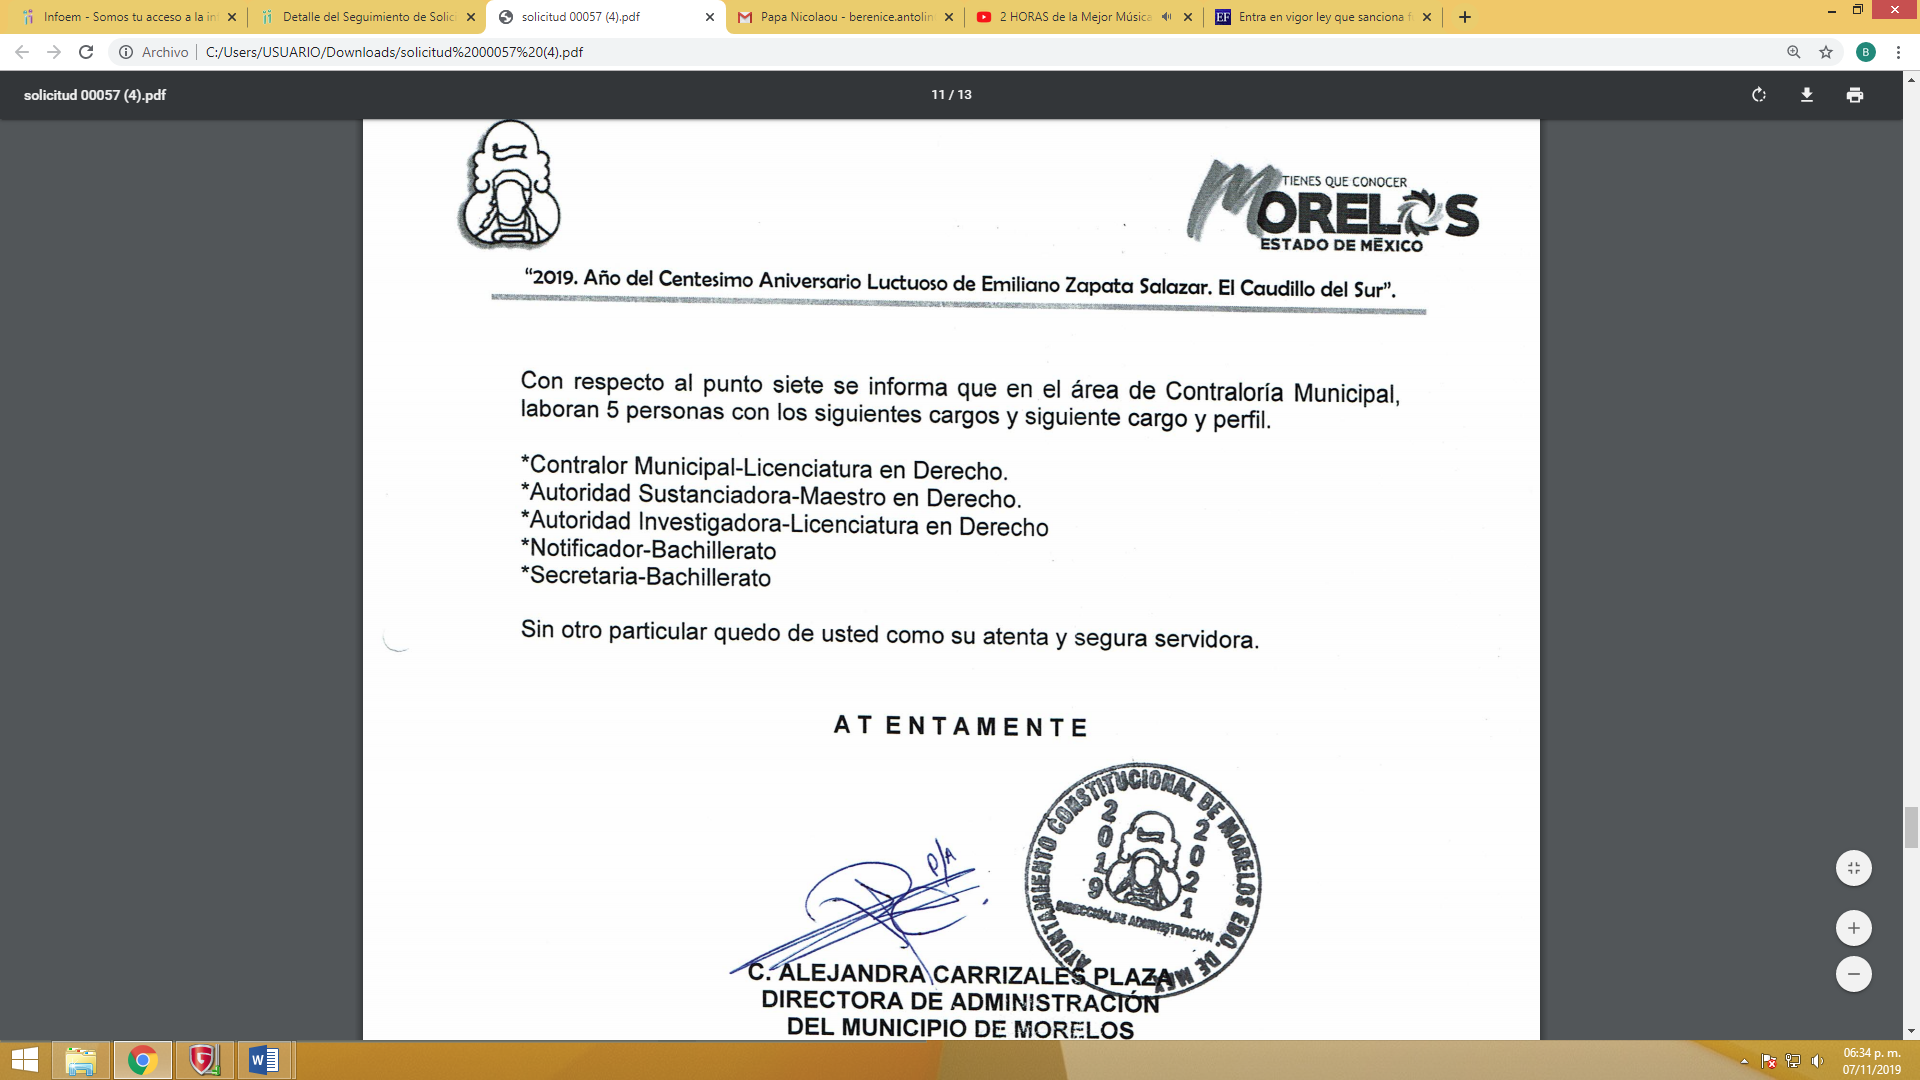 Infoem - Somos tu acceso a la in
Detalle del Seguimiento de Solic
solicitud 00057 (4).pdf
Papa Nicolaou - berenice.antolin
2 HORAS de la Mejor Música
Entra en vigor ley que sanciona f
Archivo
C:/Users/USUARIO/Downloads/solicitud%2000057%20(4).pdf
B
solicitud 00057 (4).pdf
11 / 13
TIENES QUE CONOCER
MORELOS
ESTADO DE MÉXICO
“2019. Año del Centesimo Aniversario Luctuoso de Emiliano Zapata Salazar. El Caudillo del Sur”.
Con respecto al punto siete se informa que en el área de Contraloría Municipal,
laboran 5 personas con los siguientes cargos y siguiente cargo y perfil.
*Contralor Municipal-Licenciatura en Derecho.
*Autoridad Sustanciadora-Maestro en Derecho.
*Autoridad Investigadora-Licenciatura en Derecho
*Notificador-Bachillerato
*Secretaria-Bachillerato
Sin otro particular quedo de usted como su atenta y segura servidora.
A T E N T A M E N T E
P/A
AYUNTAMIENTO CONSTITUCIONAL DE MORELOS EDO. DE MEX
2019
2021
DIRECCIÓN DE ADMINISTRACIÓN
C. ALEJANDRA CARRIZALES PLAZA
DIRECTORA DE ADMINISTRACIÓN
DEL MUNICIPIO DE MORELOS
06:34 p. m.
07/11/2019